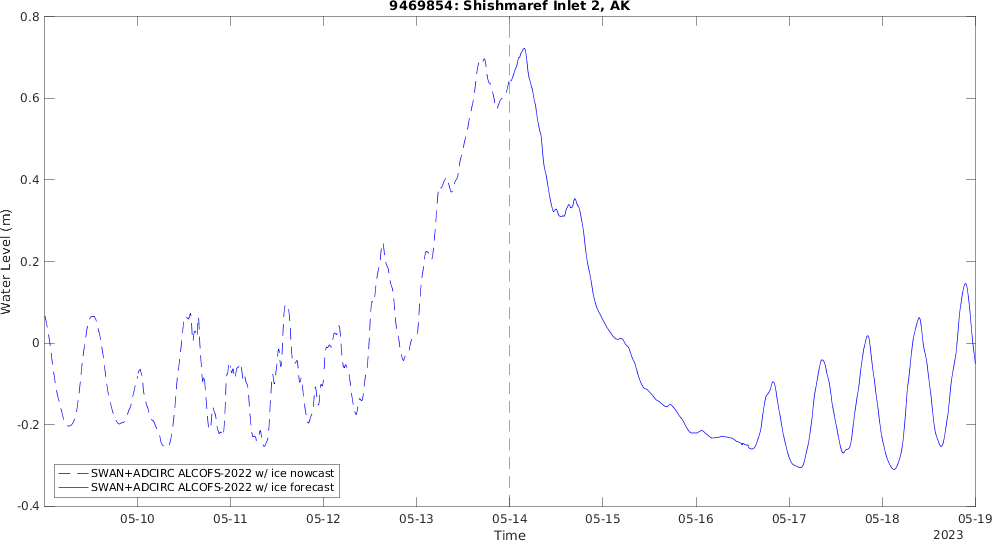 9469854: Shishmaref Inlet 2, AK
0.8
0.6
0.4
0.2
0
-0.2
-0.4
Water Level (m)
SWAN+ADCIRC ALCOFS-2022 w/ ice nowcast
SWAN+ADCIRC ALCOFS-2022 w/ ice forecast
05-10 05-11 05-12 05-13 05-14 05-15 05-16 05-17 05-18 05-19
Time
2023